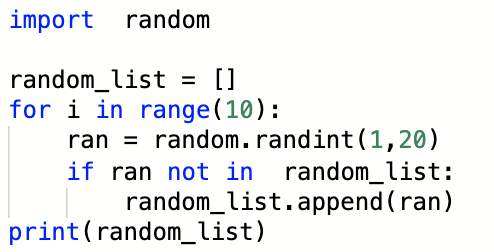 import  random

random_list = []
for i in range(10):
    ran = random.randint(1,20)
    if ran not in  random_list:
        random_list.append(ran)
print(random_list)